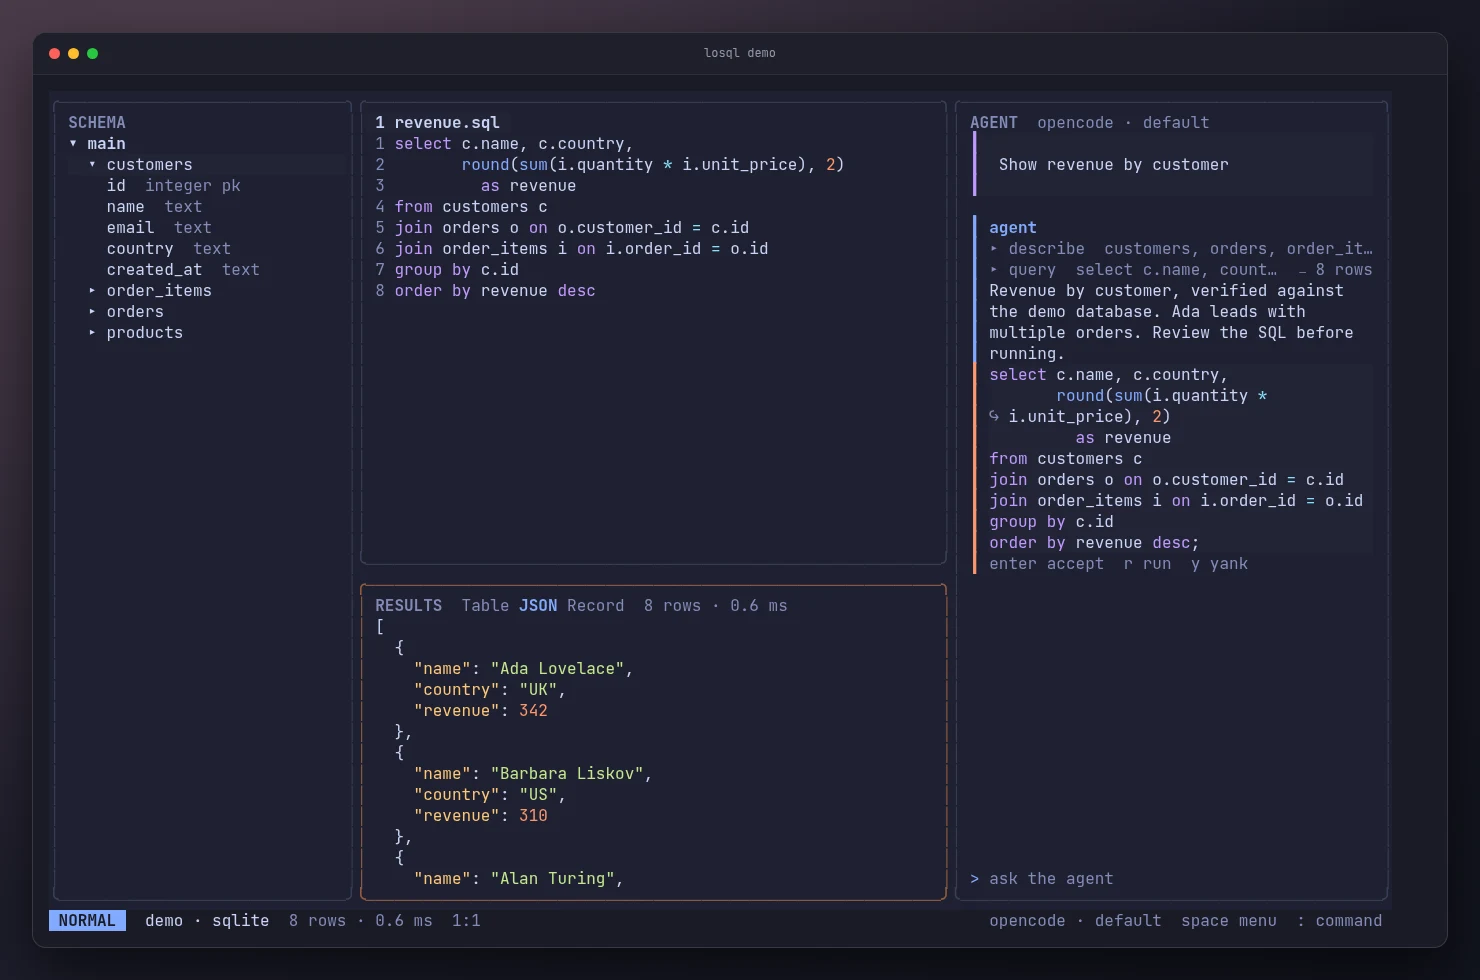 losql demo
SCHEMA
▾ main
▾ customers
id integer pk
name text
email text
country text
created_at text
▸ order_items
▸ orders
▸ products
1 revenue.sql
1 select c.name, c.country,
2 round(sum(i.quantity * i.unit_price), 2)
3 as revenue
4 from customers c
5 join orders o on o.customer_id = c.id
6 join order_items i on i.order_id = o.id
7 group by c.id
8 order by revenue desc
RESULTS Table JSON Record 8 rows · 0.6 ms
[
{
"name": "Ada Lovelace",
"country": "UK",
"revenue": 342
},
{
"name": "Barbara Liskov",
"country": "US",
"revenue": 310
},
{
"name": "Alan Turing",
AGENT opencode · default
Show revenue by customer
agent
▸ describe customers, orders, order_it…
▸ query select c.name, count… — 8 rows
Revenue by customer, verified against
the demo database. Ada leads with
multiple orders. Review the SQL before
running.
select c.name, c.country,
round(sum(i.quantity *
↪ i.unit_price), 2)
as revenue
from customers c
join orders o on o.customer_id = c.id
join order_items i on i.order_id = o.id
group by c.id
order by revenue desc;
enter accept r run y yank
> ask the agent
NORMAL demo · sqlite 8 rows · 0.6 ms 1:1
opencode · default space menu : command